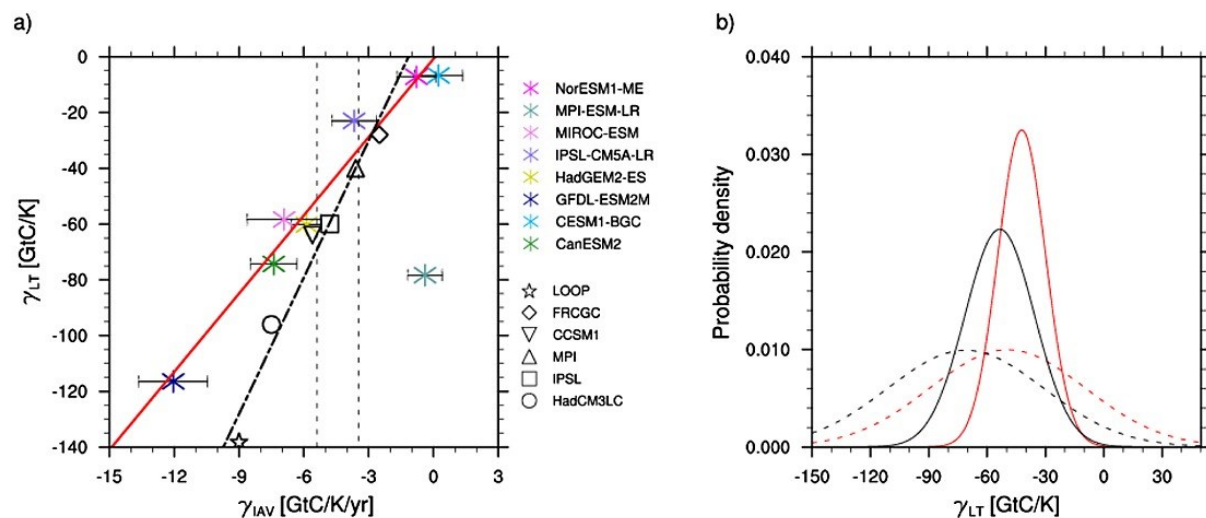 a)
0
-20
-40
-60
-80
-100
-120
-140
γLT [GtC/K]
-15 -12 -9 -6 -3 0
γIAV [GtC/K/yr]
NorESM1-ME
MPI-ESM-LR
MIROC-ESM
IPSL-CM5A-LR
HadGEM2-ES
GFDL-ESM2M
CESM1-BGC
CanESM2
LOOP
FRCGC
CCSM1
MPI
IPSL
HadCM3LC
b)
0.040
0.030
0.020
0.010
0.000
Probability density
-150 -120 -90 -60 -30 0 30
γLT [GtC/K]